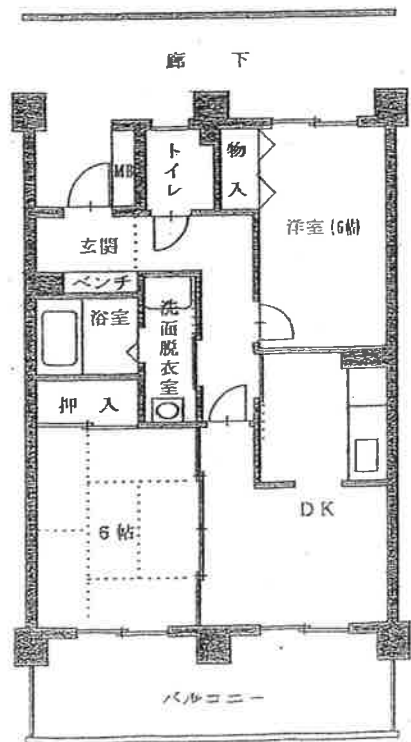 廊 下
MB
トイレ
物入
洋室(6帖)
玄関
ベンチ
浴室
洗面脱衣室
押 入
6 帖
DK
バルコニー